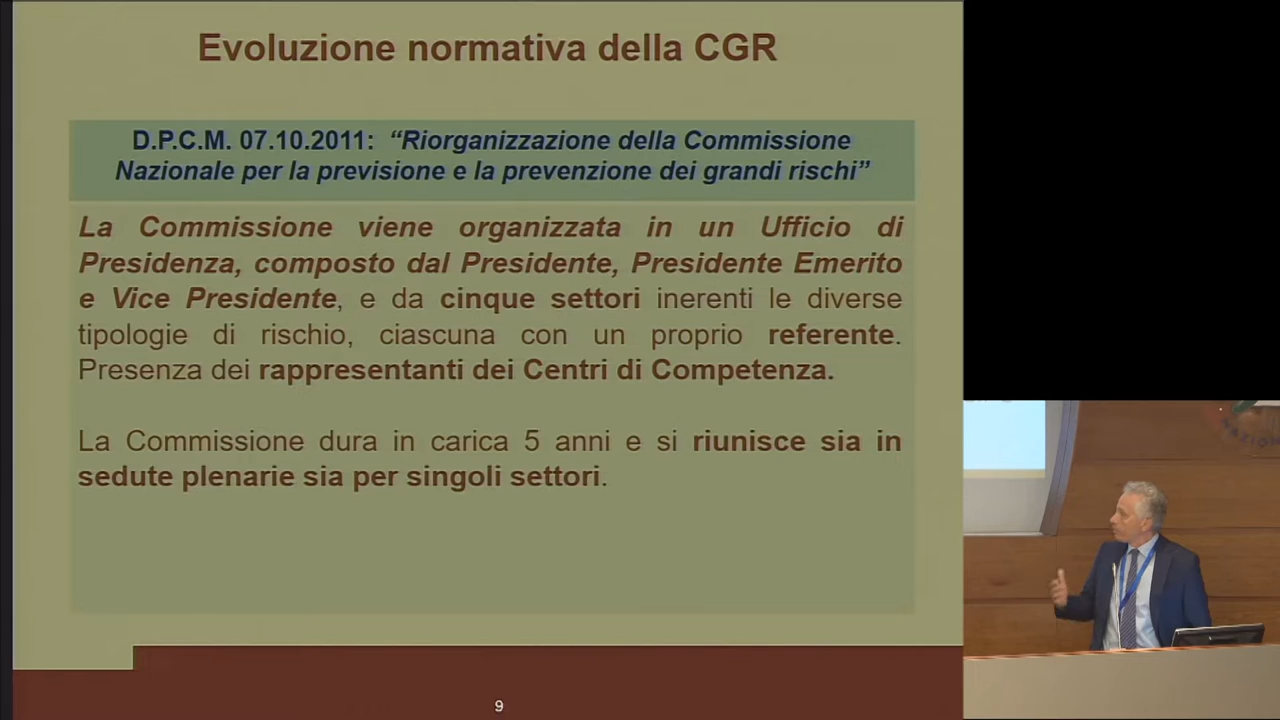 Evoluzione normativa della CGR
D.P.C.M. 07.10.2011: “Riorganizzazione della Commissione
Nazionale per la previsione e la prevenzione dei grandi rischi”
La Commissione viene organizzata in un Ufficio di
Presidenza, composto dal Presidente, Presidente Emerito
e Vice Presidente, e da cinque settori inerenti le diverse
tipologie di rischio, ciascuna con un proprio referente.
Presenza dei rappresentanti dei Centri di Competenza.
La Commissione dura in carica 5 anni e si riunisce sia in
sedute plenarie sia per singoli settori.
9